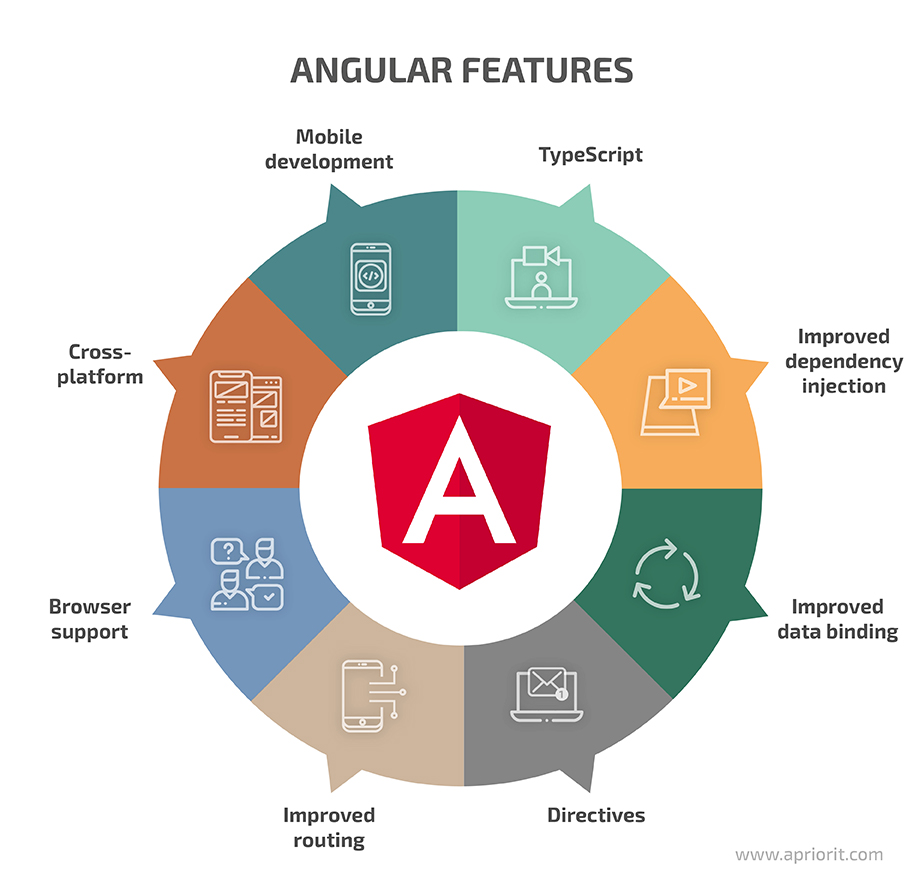 ANGULAR FEATURES
Mobile
development
TypeScript
Improved
dependency
injection
Improved
data binding
Directives
Improved
routing
Browser
support
Cross-
platform
</>
?
1
A
www.apriorit.com